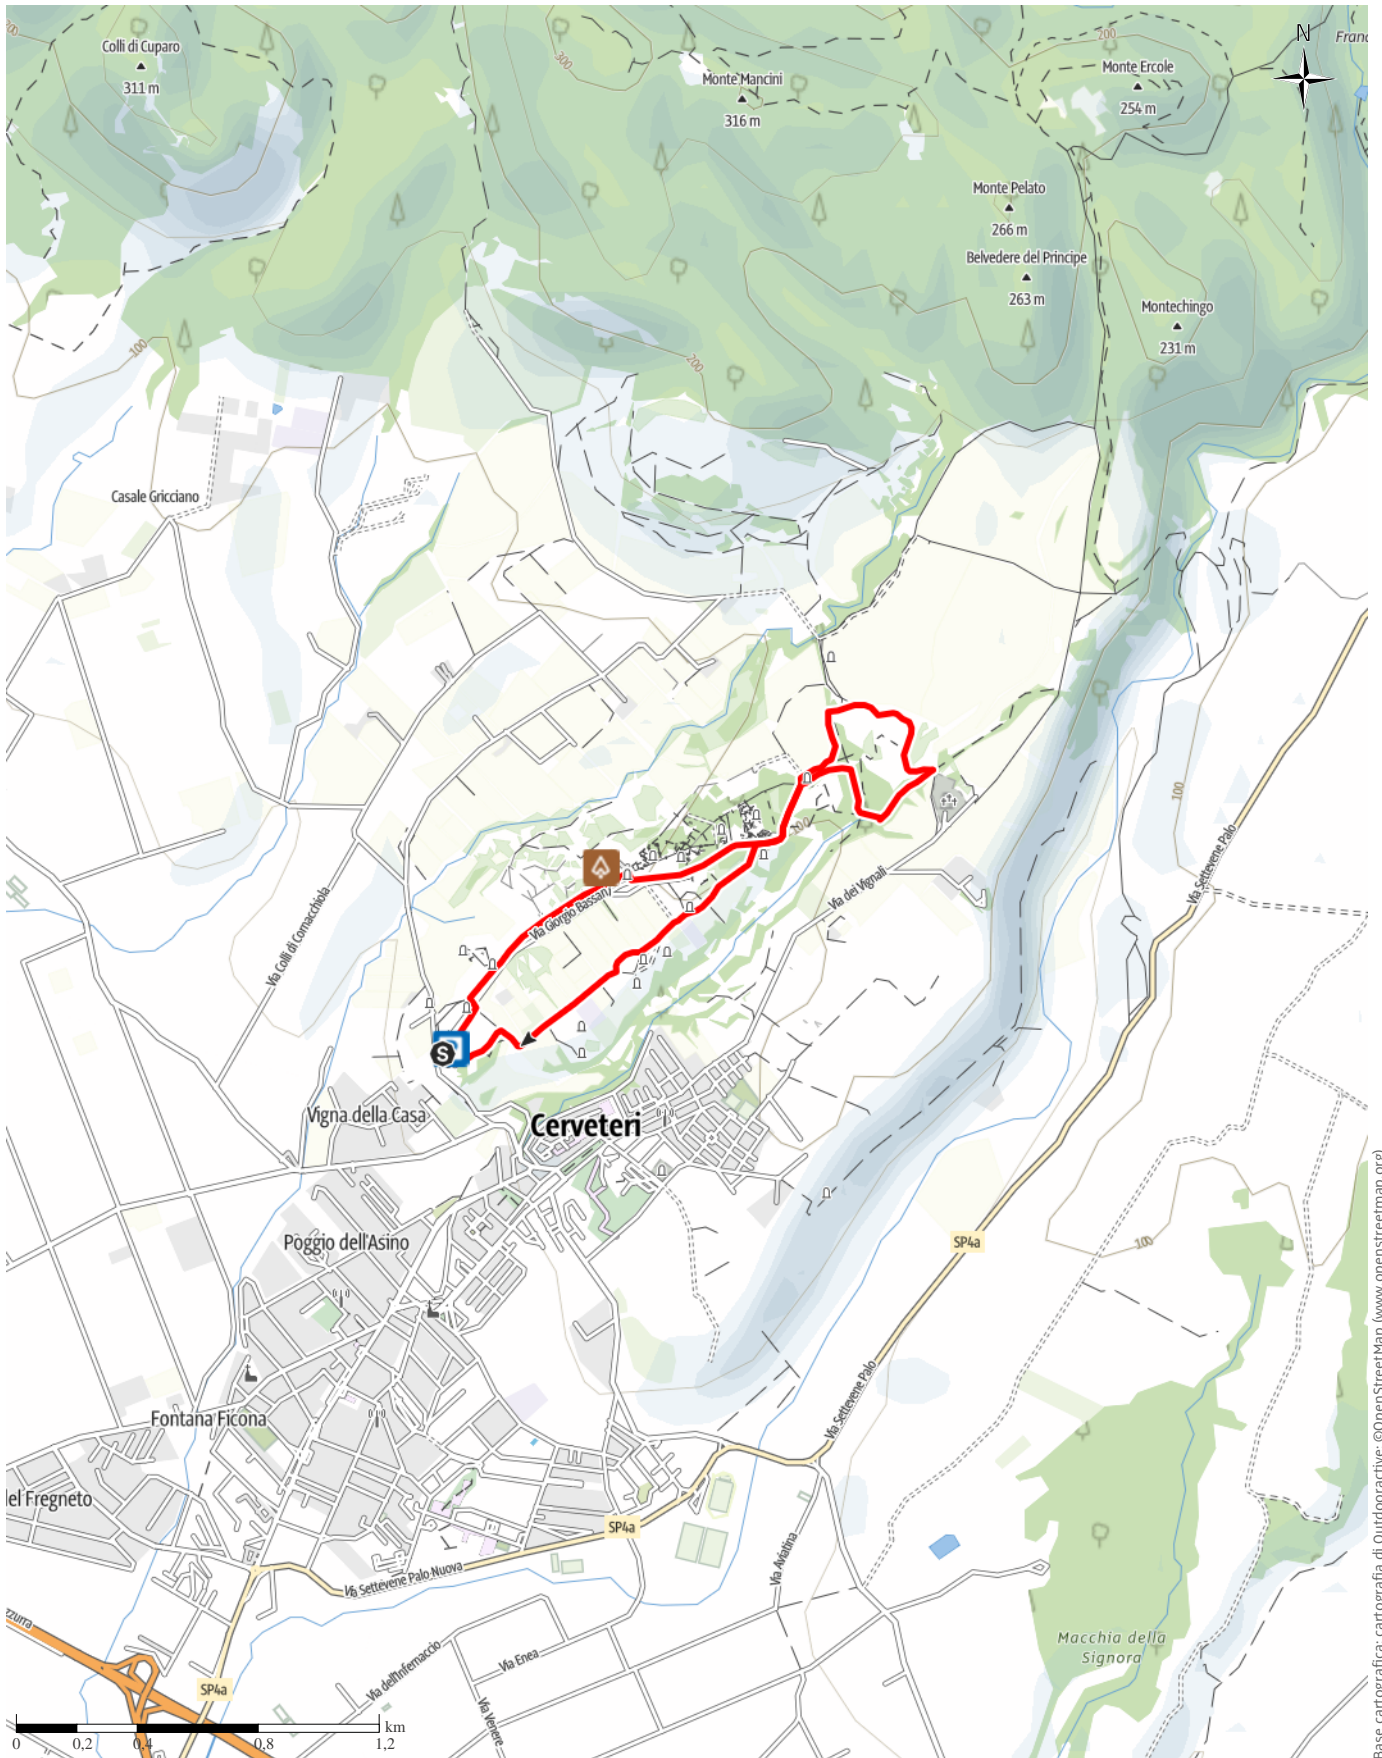 200
300
200
Colli di Cuparo
311 m
Monte Mancini
316 m
Monte Ercole
254 m
N
Monte Pelato
266 m
Belvedere del Principe
263 m
Montechingo
231 m
100
200
Casale Gricciano
100
Via Settevene Palo
Via dei Vignali
Via Giorgio Bassani
Via Colli di Cornacchiola
S
Vigna della Casa
Cerveteri
Poggio dell'Asino
SP4a
100
Via Settevene Palo
Fontana Ficona
el Fregneto
SP4a
Via Settevene Palo Nuova
Via Aviatina
Via dell'Infernaccio
Via Enea
Via Venere
Macchia della
Signora
SP4a
km
0
0,2
0,4
0,8
1,2
Base cartografica: cartografia di Outdooractive; ©OpenStreetMap (www.openstreetmap.org)